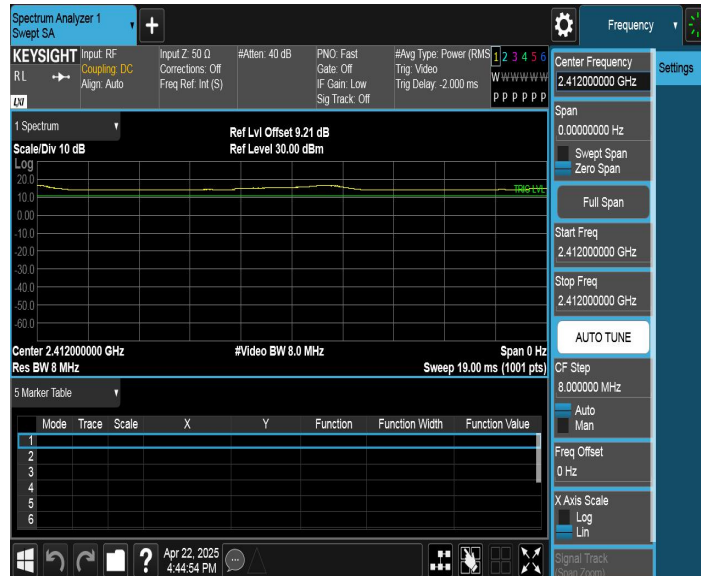 Spectrum Analyzer 1
Swept SA
Frequency
KEYSIGHT
RL
LXI
Input: RF
Coupling: DC
Align: Auto
Input Z: 50 Ω
Corrections: Off
Freq Ref: Int (S)
#Atten: 40 dB
PNO: Fast
Gate: Off
IF Gain: Low
Sig Track: Off
#Avg Type: Power (RMS
Trig: Video
Trig Delay: -2.000 ms
1 2 3 4 5 6
W W W W W W
P P P P P P
1 Spectrum
Scale/Div 10 dB
Ref Lvl Offset 9.21 dB
Ref Level 30.00 dBm
Log
20.0
10.0
0.00
-10.0
-20.0
-30.0
-40.0
-50.0
-60.0
TRIG LVL
Center 2.412000000 GHz
#Video BW 8.0 MHz
Span 0 Hz
Res BW 8 MHz
Sweep 19.00 ms (1001 pts)
5 Marker Table
Mode Trace Scale X Y Function Function Width Function Value
1
2
3
4
5
6
Apr 22, 2025
4:44:54 PM
Settings
Center Frequency
2.412000000 GHz
Span
0.00000000 Hz
Swept Span
Zero Span
Full Span
Start Freq
2.412000000 GHz
Stop Freq
2.412000000 GHz
AUTO TUNE
CF Step
8.000000 MHz
Auto
Man
Freq Offset
0 Hz
X Axis Scale
Log
Lin
Signal Track
(Span Zoom)